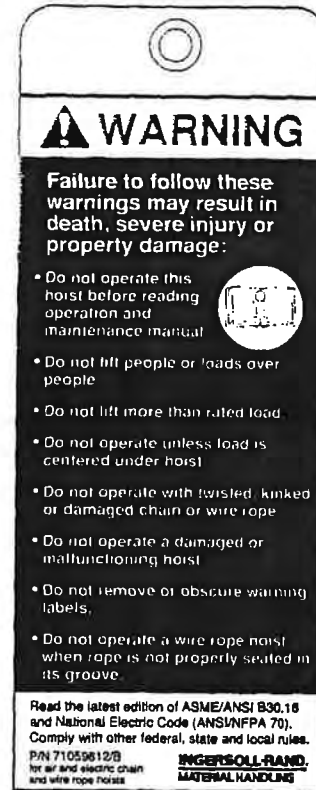 WARNING
Failure to follow these
warnings may result in
death, severe injury or
property damage:
• Do not operate this
hoist before reading
operation and
maintenance manual
• Do not lift people or loads over
people
• Do not lift more than rated load
• Do not operate unless load is
centered under hoist
• Do not operate with twisted, kinked
or damaged chain or wire rope
• Do not operate a damaged or
malfunctioning hoist
• Do not remove or obscure warning
labels.
• Do not operate a wire rope hoist
when rope is not properly seated in
its groove.
Read the latest edition of ASME/ANSI B30.16
and National Electric Code (ANSI/NFPA 70).
Comply with other federal, state and local rules.
P/N 71059612/B
for air and electric chain
and wire rope hoists
INGERSOLL-RAND.
MATERIAL HANDLING